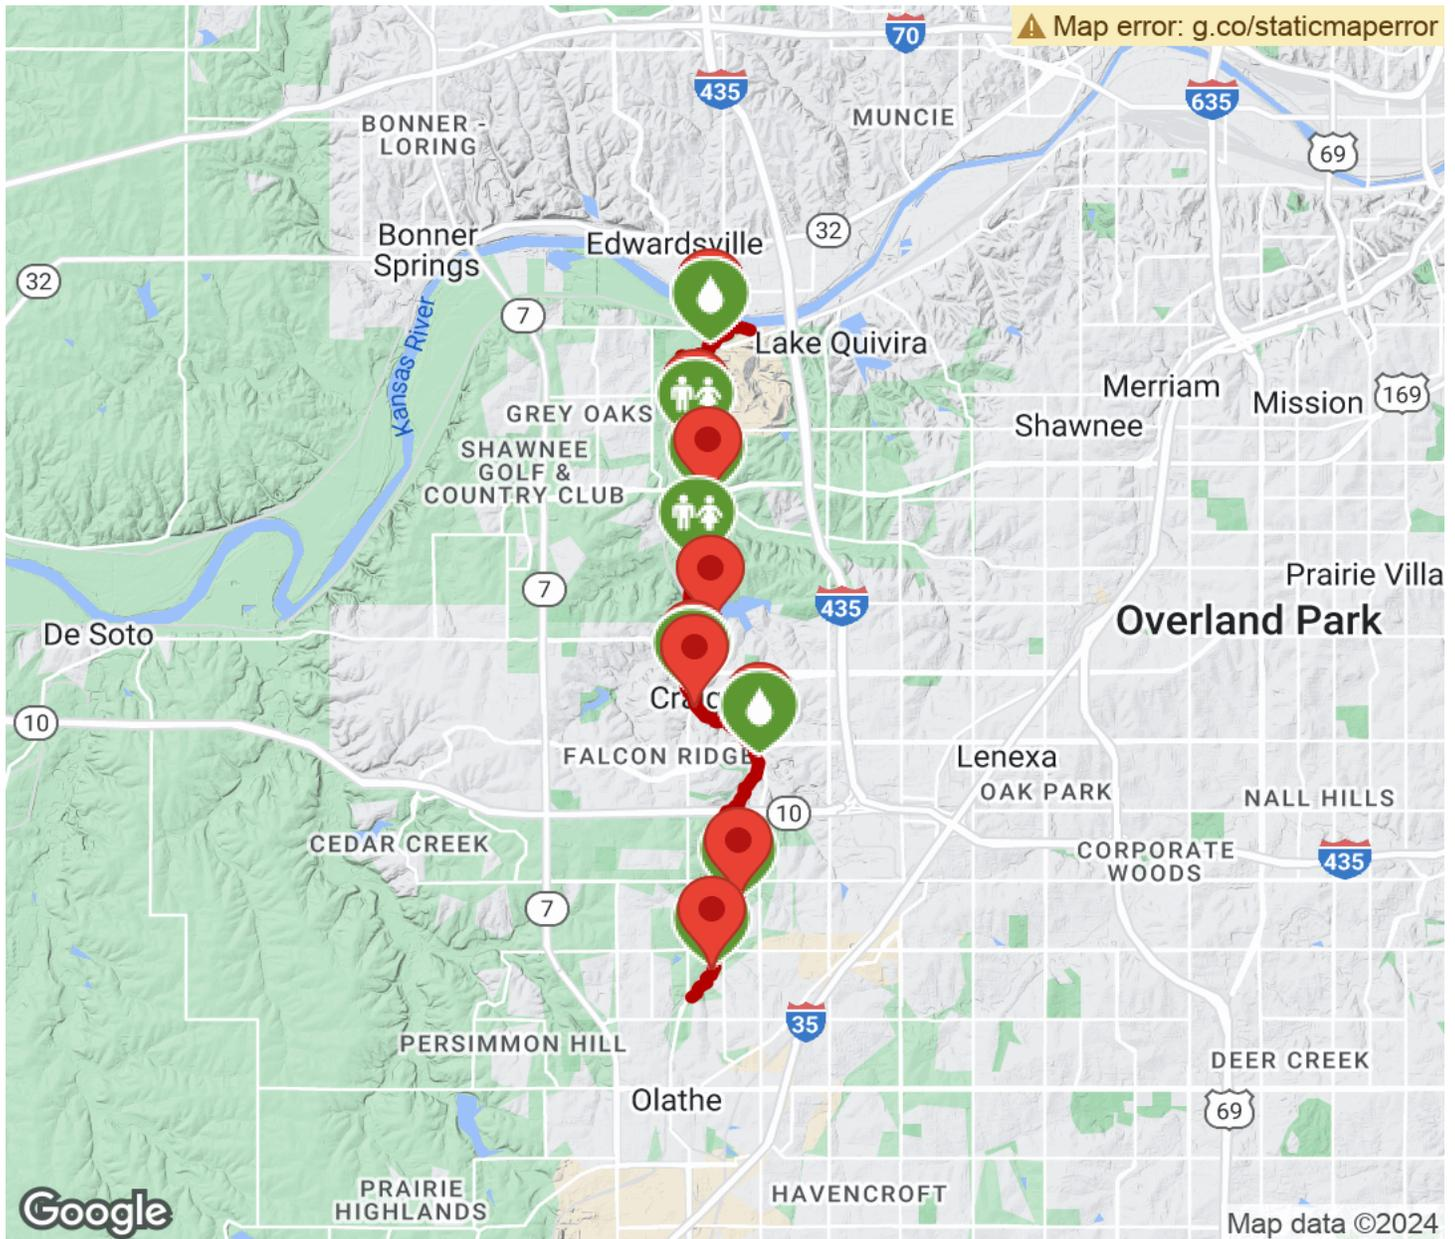 Map error: g.co/staticmaperror
70
435
635
MUNCIE
BONNER -
LORING
69
32
Bonner
Springs
Edwardsville
32
7
Kansas River
Lake Quivira
Merriam
Mission
169
GREY OAKS
Shawnee
SHAWNEE
GOLF &
COUNTRY CLUB
Prairie Villa
7
435
Overland Park
De Soto
10
FALCON RIDGE
Lenexa
OAK PARK
NALL HILLS
10
CEDAR CREEK
CORPORATE
WOODS
435
7
35
PERSIMMON HILL
DEER CREEK
Olathe
69
PRAIRIE
HIGHLANDS
HAVENCROFT
Google
Map data ©2024